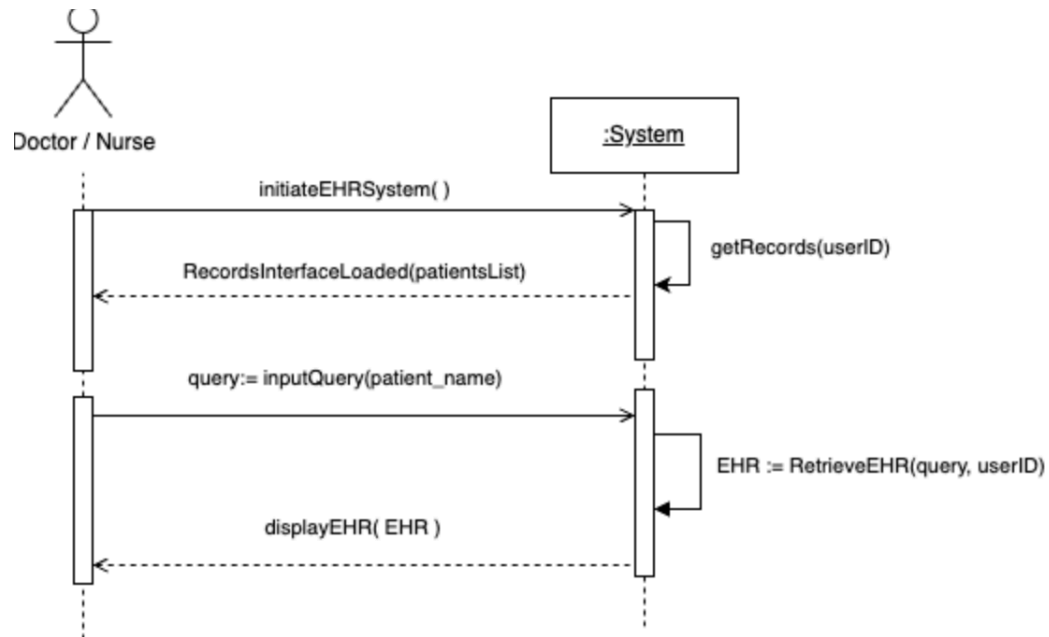 Doctor / Nurse
:System
initiateEHRSystem( )
getRecords(userID)
RecordsInterfaceLoaded(patientsList)
query:= inputQuery(patient_name)
EHR := RetrieveEHR(query, userID)
displayEHR( EHR )